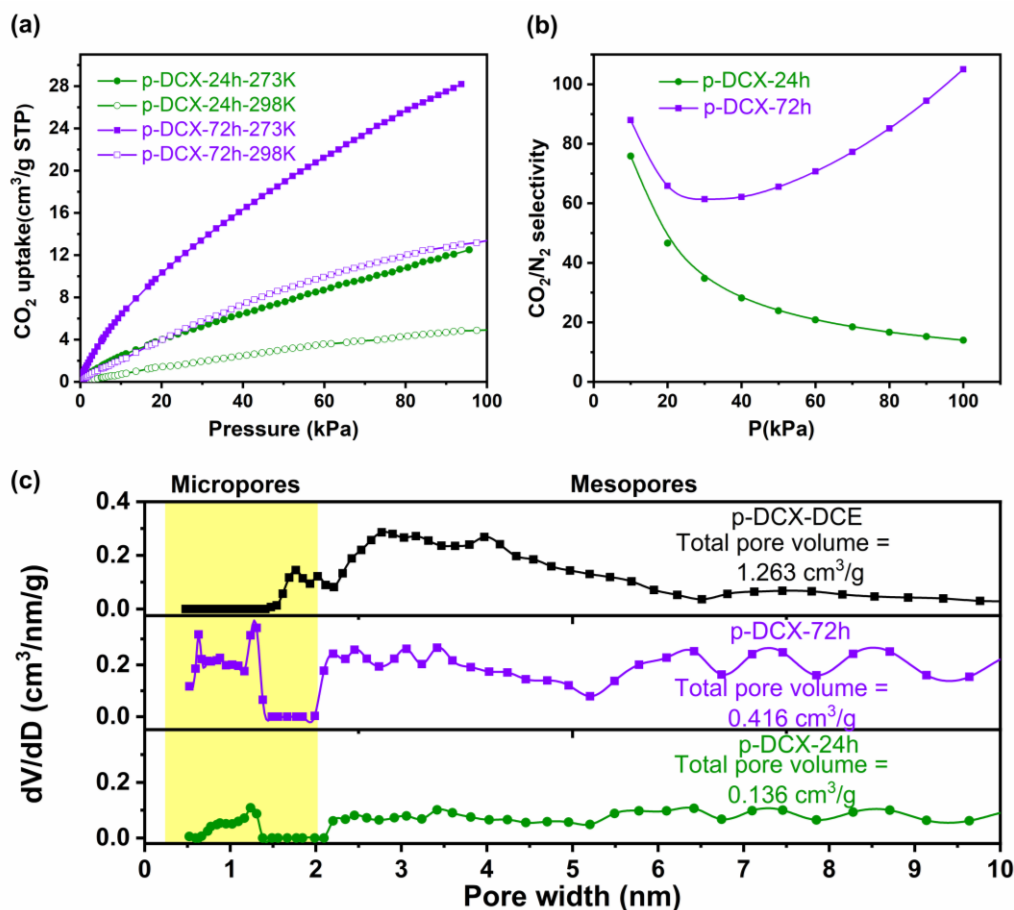 (a)
CO₂ uptake(cm³/g STP)
28
24
20
16
12
8
4
0
p-DCX-24h-273K
p-DCX-24h-298K
p-DCX-72h-273K
p-DCX-72h-298K
0 20 40 60 80 100
Pressure (kPa)
(b)
CO₂/N₂ selectivity
100
80
60
40
20
0
p-DCX-24h
p-DCX-72h
0 20 40 60 80 100
P(kPa)
(c)
Micropores Mesopores
dV/dD (cm³/nm/g)
0.4
0.2
0.0
p-DCX-DCE
Total pore volume =
1.263 cm³/g
0.2
0.0
p-DCX-72h
Total pore volume =
0.416 cm³/g
0.2
0.0
p-DCX-24h
Total pore volume =
0.136 cm³/g
0 1 2 3 4 5 6 7 8 9 10
Pore width (nm)